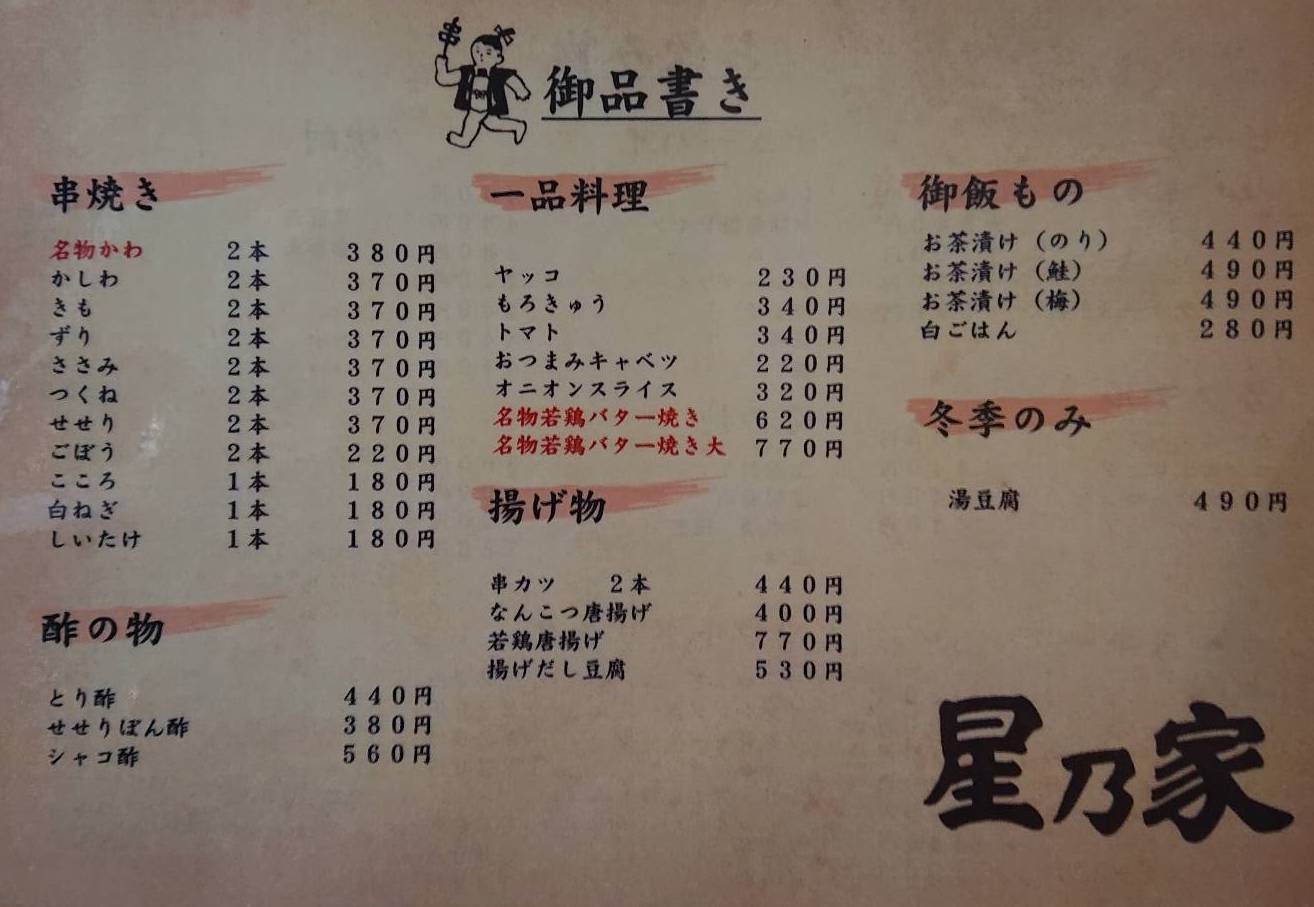 御品書き
串焼き
名物かわ 2本 380円
かしわ 2本 370円
きも 2本 370円
ずり 2本 370円
ささみ 2本 370円
つくね 2本 370円
せせり 2本 370円
ごぼう 2本 220円
こころ 1本 180円
白ねぎ 1本 180円
しいたけ 1本 180円
酢の物
とり酢 440円
せせりぽん酢 380円
シャコ酢 560円
一品料理
ヤッコ 230円
もろきゅう 340円
トマト 340円
おつまみキャベツ 220円
オニオンスライス 320円
名物若鶏バター焼き 620円
名物若鶏バター焼き大 770円
揚げ物
串カツ 2本 440円
なんこつ唐揚げ 400円
若鶏唐揚げ 770円
揚げだし豆腐 530円
御飯もの
お茶漬け（のり） 440円
お茶漬け（鮭） 490円
お茶漬け（梅） 490円
白ごはん 280円
冬季のみ
湯豆腐 490円
星乃家